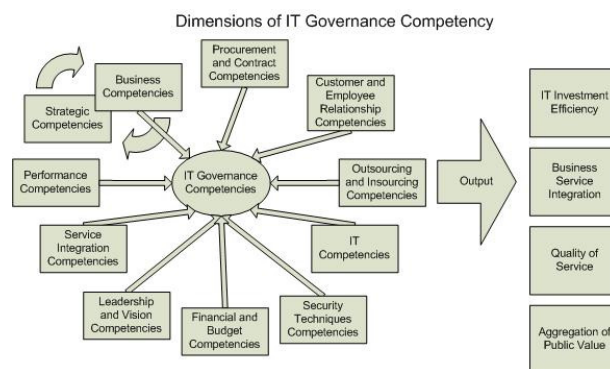 Dimensions of IT Governance Competency
Procurement
and Contract
Competencies
Business
Competencies
Customer and
Employee
Relationship
Competencies
Strategic
Competencies
IT Investment
Efficiency
Performance
Competencies
IT Governance
Competencies
Outsourcing
and Insourcing
Competencies
Output
Business
Service
Integration
Service
Integration
Competencies
IT
Competencies
Quality of
Service
Leadership
and Vision
Competencies
Financial and
Budget
Competencies
Security
Techniques
Competencies
Aggregation of
Public Value